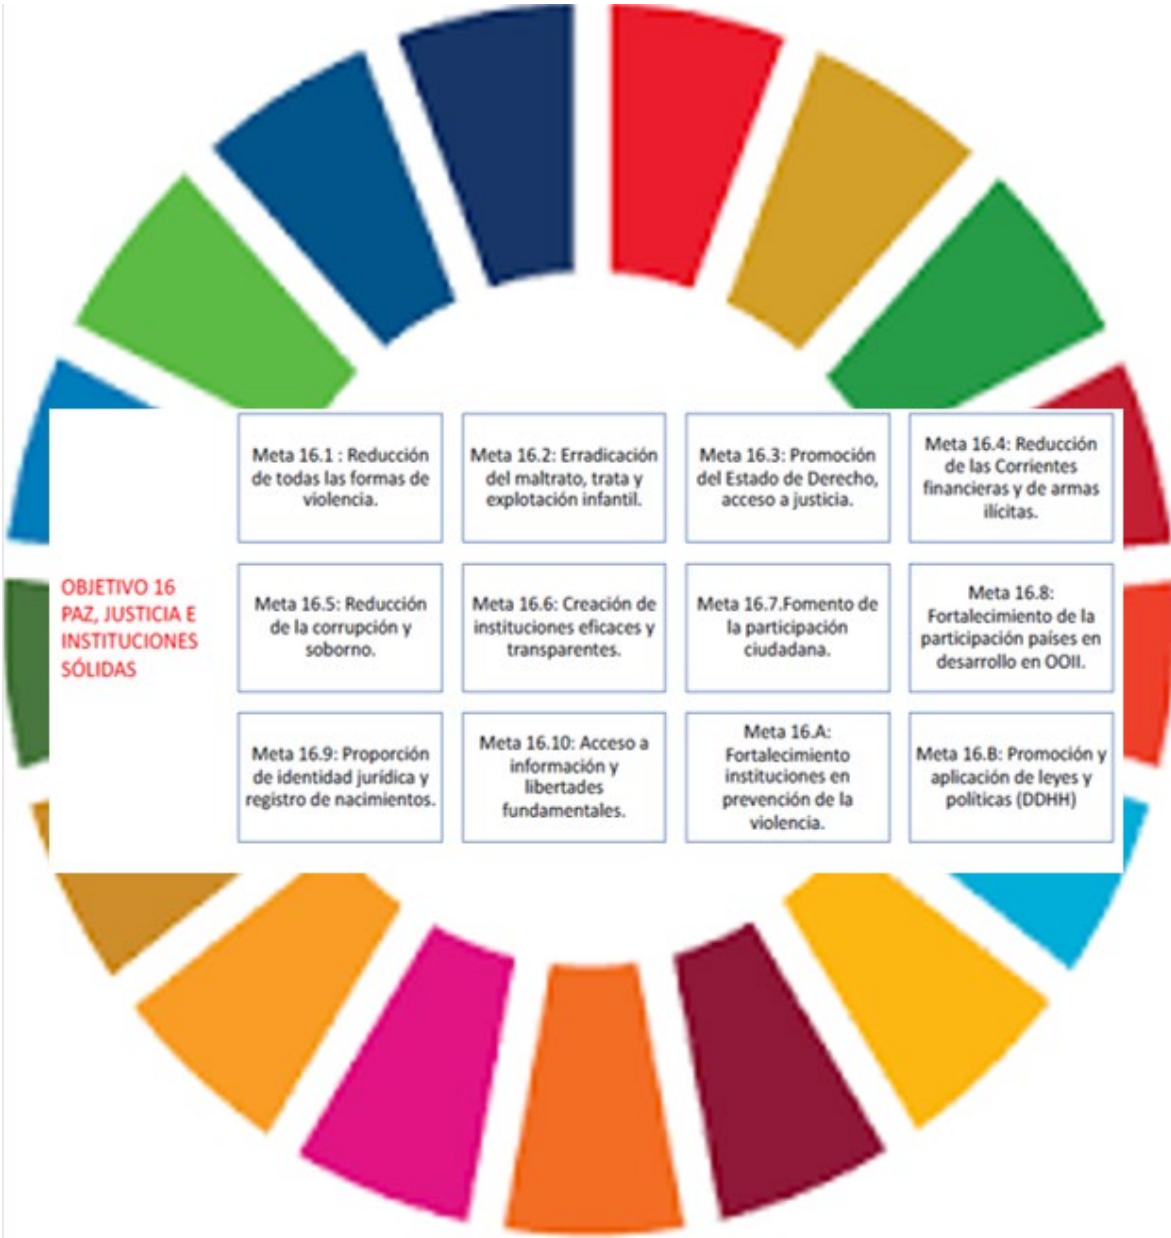 OBJETIVO 16
PAZ, JUSTICIA E
INSTITUCIONES
SÓLIDAS
Meta 16.1 : Reducción
de todas las formas de
violencia.
Meta 16.2: Erradicación
del maltrato, trata y
explotación infantil.
Meta 16.3: Promoción
del Estado de Derecho,
acceso a justicia.
Meta 16.4: Reducción
de las Corrientes
financieras y de armas
ilícitas.
Meta 16.5: Reducción
de la corrupción y
soborno.
Meta 16.6: Creación de
instituciones eficaces y
transparentes.
Meta 16.7.Fomento de
la participación
ciudadana.
Meta 16.8:
Fortalecimiento de la
participación países en
desarrollo en OOII.
Meta 16.9: Proporción
de identidad jurídica y
registro de nacimientos.
Meta 16.10: Acceso a
información y
libertades
fundamentales.
Meta 16.A:
Fortalecimiento
instituciones en
prevención de la
violencia.
Meta 16.B: Promoción y
aplicación de leyes y
políticas (DDHH)